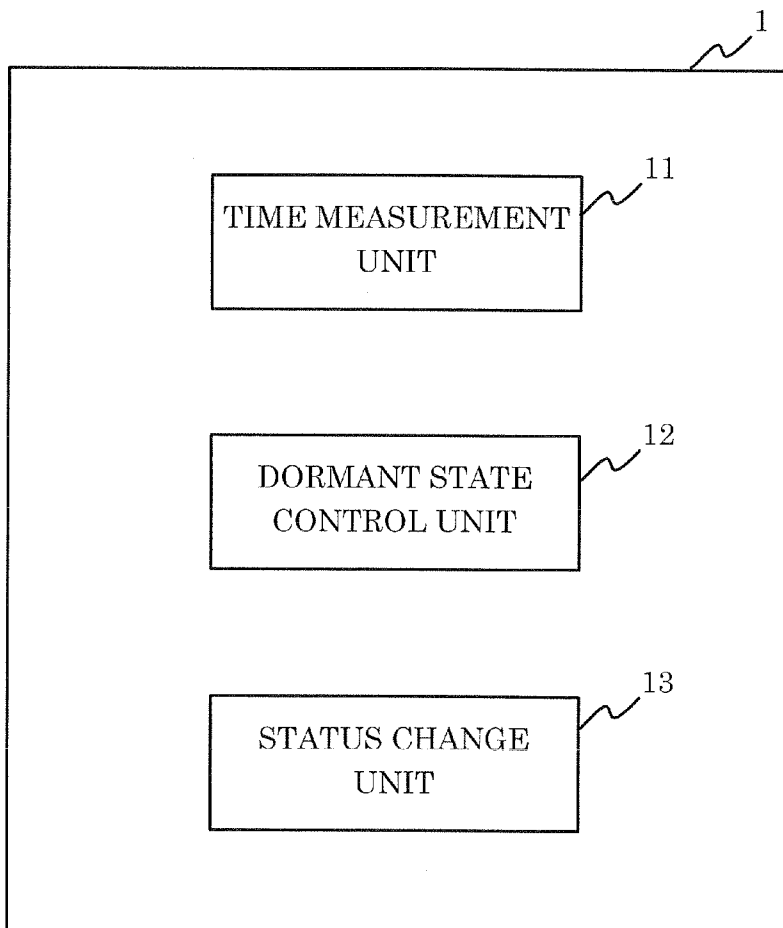 1
11
TIME MEASUREMENT
UNIT
12
DORMANT STATE
CONTROL UNIT
13
STATUS CHANGE
UNIT